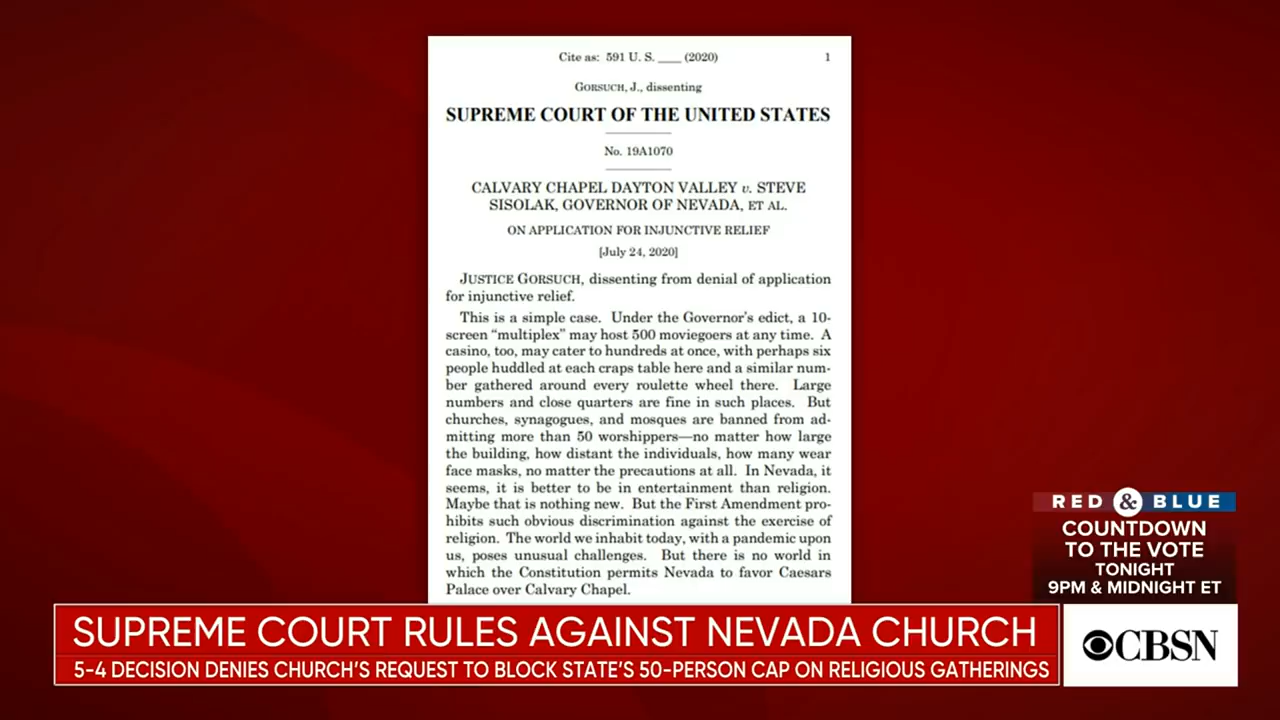 Cite as: 591 U. S. ____ (2020) 1
GORSUCH, J., dissenting
SUPREME COURT OF THE UNITED STATES
No. 19A1070
CALVARY CHAPEL DAYTON VALLEY v. STEVE
SISOLAK, GOVERNOR OF NEVADA, ET AL.
ON APPLICATION FOR INJUNCTIVE RELIEF
[July 24, 2020]
JUSTICE GORSUCH, dissenting from denial of application
for injunctive relief.
This is a simple case. Under the Governor's edict, a 10-
screen “multiplex” may host 500 moviegoers at any time. A
casino, too, may cater to hundreds at once, with perhaps six
people huddled at each craps table here and a similar num-
ber gathered around every roulette wheel there. Large
numbers and close quarters are fine in such places. But
churches, synagogues, and mosques are banned from ad-
mitting more than 50 worshippers—no matter how large
the building, how distant the individuals, how many wear
face masks, no matter the precautions at all. In Nevada, it
seems, it is better to be in entertainment than religion.
Maybe that is nothing new. But the First Amendment pro-
hibits such obvious discrimination against the exercise of
religion. The world we inhabit today, with a pandemic upon
us, poses unusual challenges. But there is no world in
which the Constitution permits Nevada to favor Caesars
Palace over Calvary Chapel.
RED & BLUE
COUNTDOWN
TO THE VOTE
TONIGHT
9PM & MIDNIGHT ET
SUPREME COURT RULES AGAINST NEVADA CHURCH
5-4 DECISION DENIES CHURCH'S REQUEST TO BLOCK STATE'S 50-PERSON CAP ON RELIGIOUS GATHERINGS
CBSN